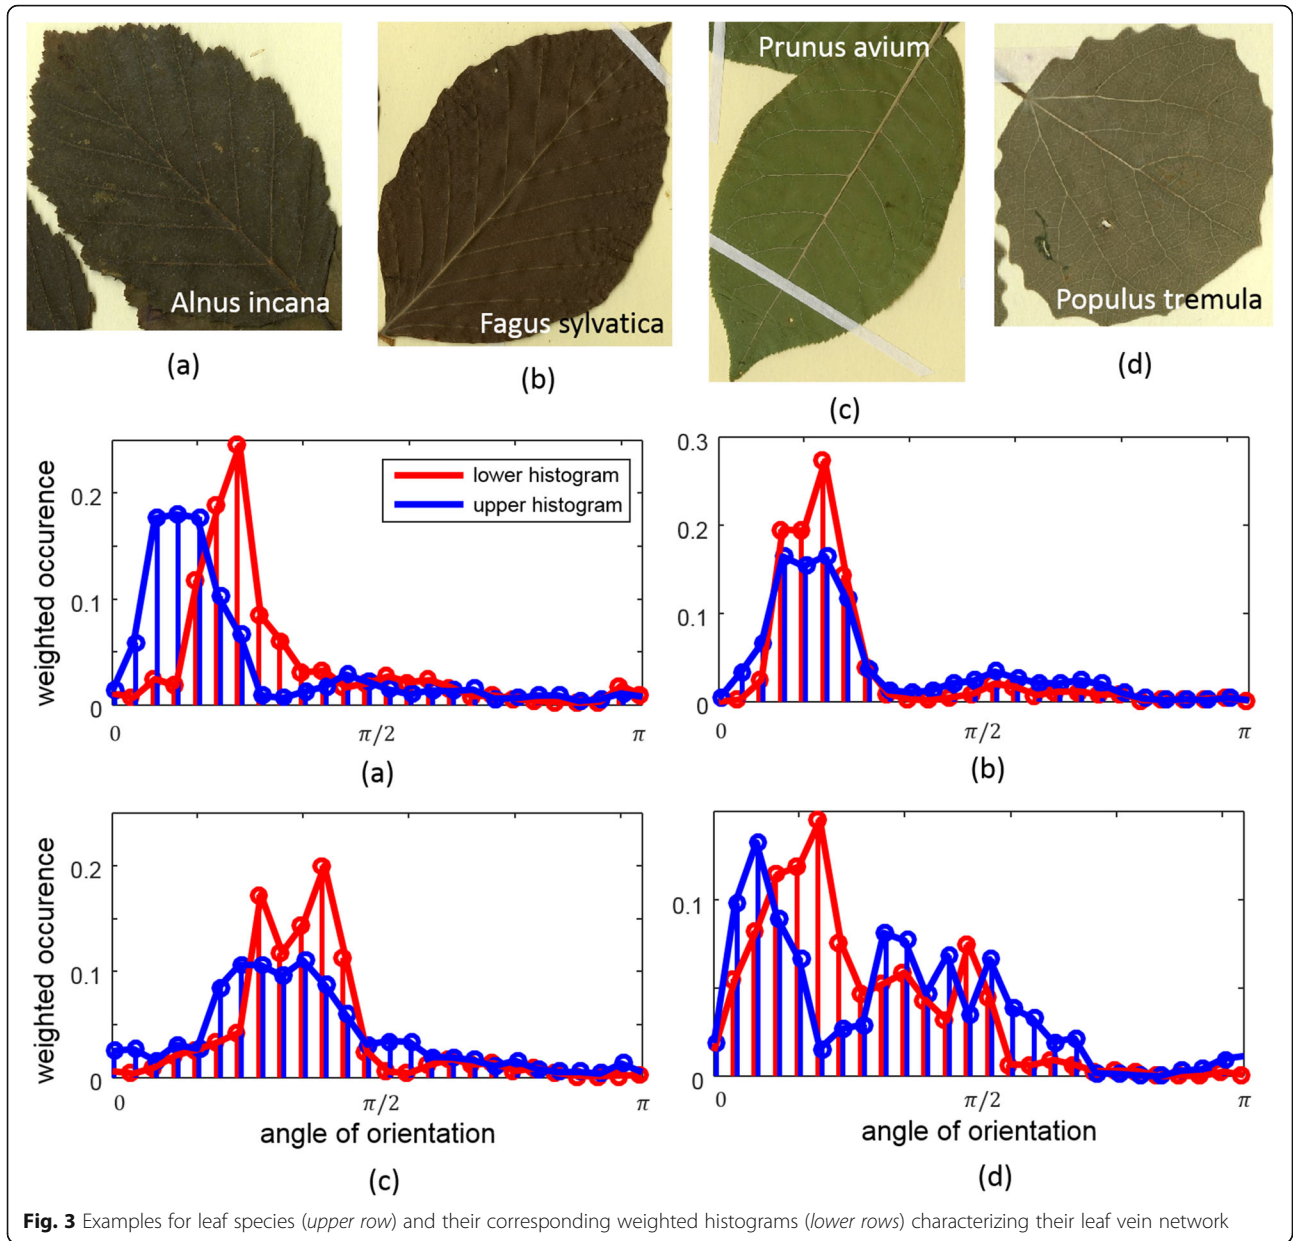 Alnus incana
Fagus sylvatica
Prunus avium
Populus tremula
(a)
(b)
(c)
(d)
weighted occurence
0.2
0.1
0
lower histogram
upper histogram
0
π/2
π
(a)
0.3
0.2
0.1
0
0
π/2
π
(b)
weighted occurence
0.2
0.1
0
0
π/2
π
angle of orientation
(c)
0.1
0
0
π/2
π
angle of orientation
(d)
Fig. 3 Examples for leaf species (upper row) and their corresponding weighted histograms (lower rows) characterizing their leaf vein network